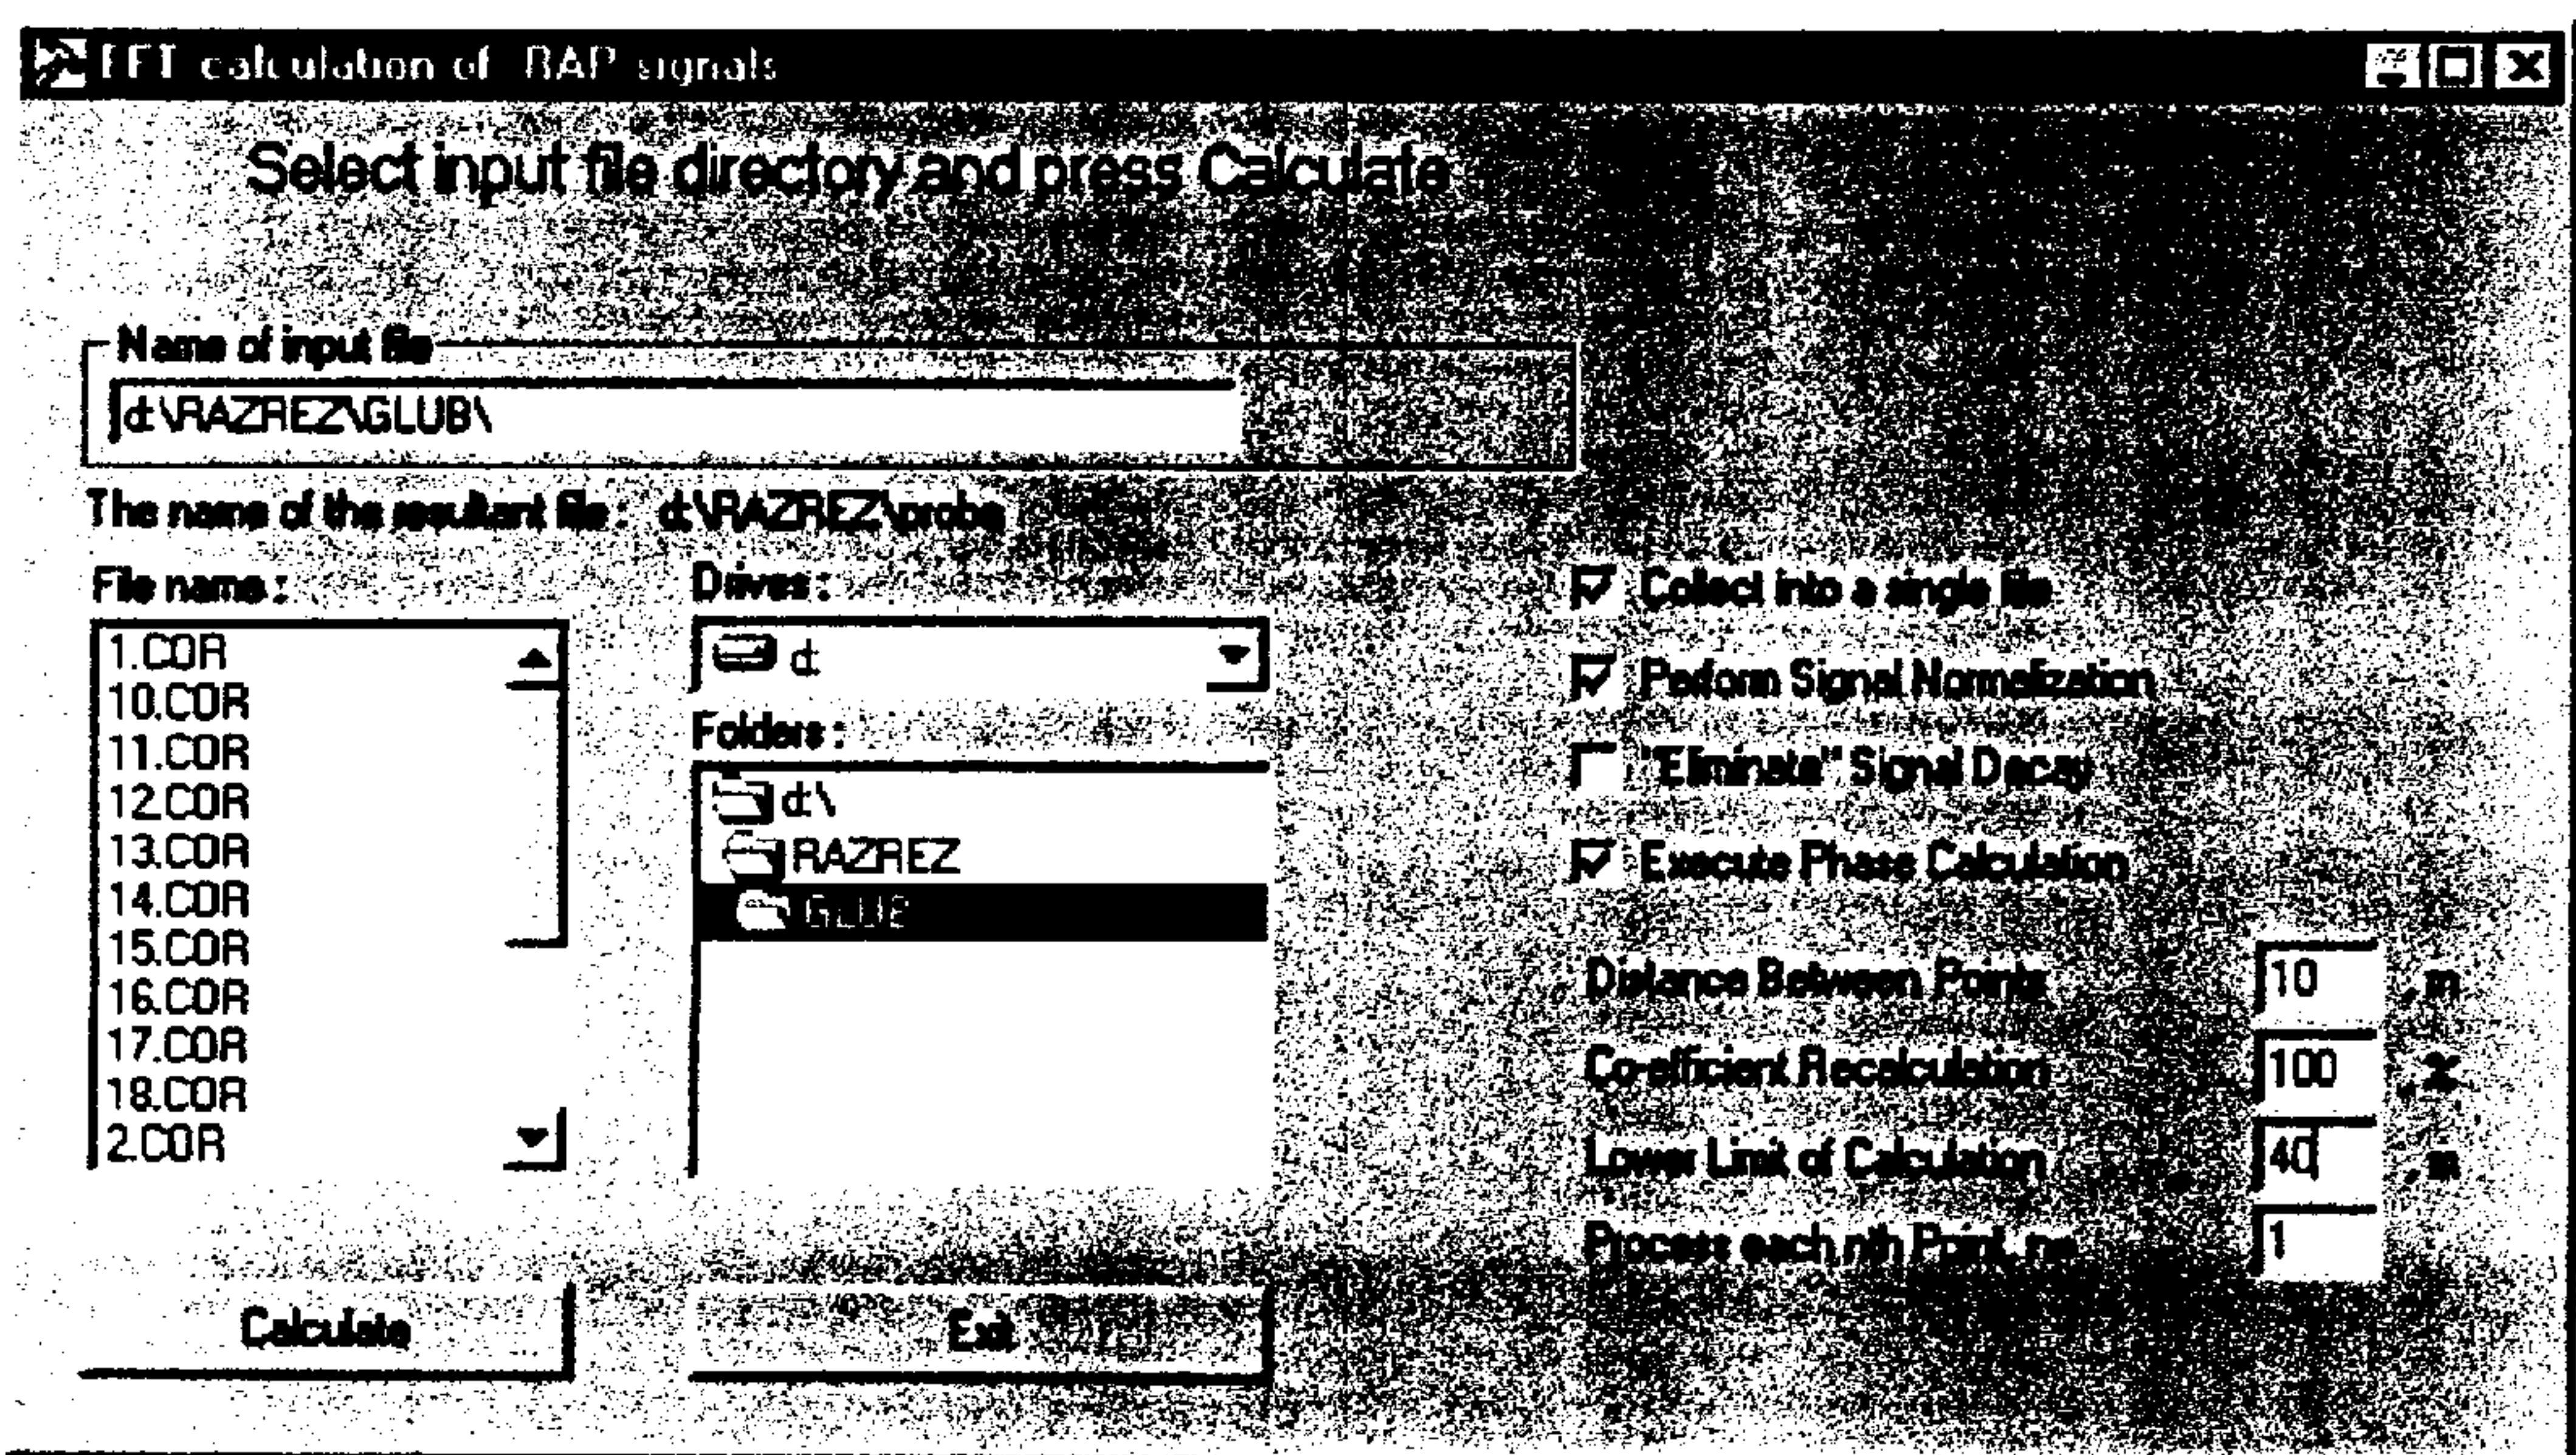 FFT calculation of RAP signals
Select input file directory and press Calculate
Name of input file
d:\RAZREZ\GLUB\
The name of the resultant file : d:\RAZREZ\probe
File name :
1.COR
10.COR
11.COR
12.COR
13.COR
14.COR
15.COR
16.COR
17.COR
18.COR
2.COR
Drives :
d:
Folders :
d:\
RAZREZ
GLUB
Collect into a single file
Perform Signal Normalization
"Eliminate" Signal Decay
Execute Phase Calculation
Distance Between Points 10 , m
Co-efficient Recalculation 100 , %
Lower Limit of Calculation 40 , m
Process each nth Point, 1
Calculate
Exit